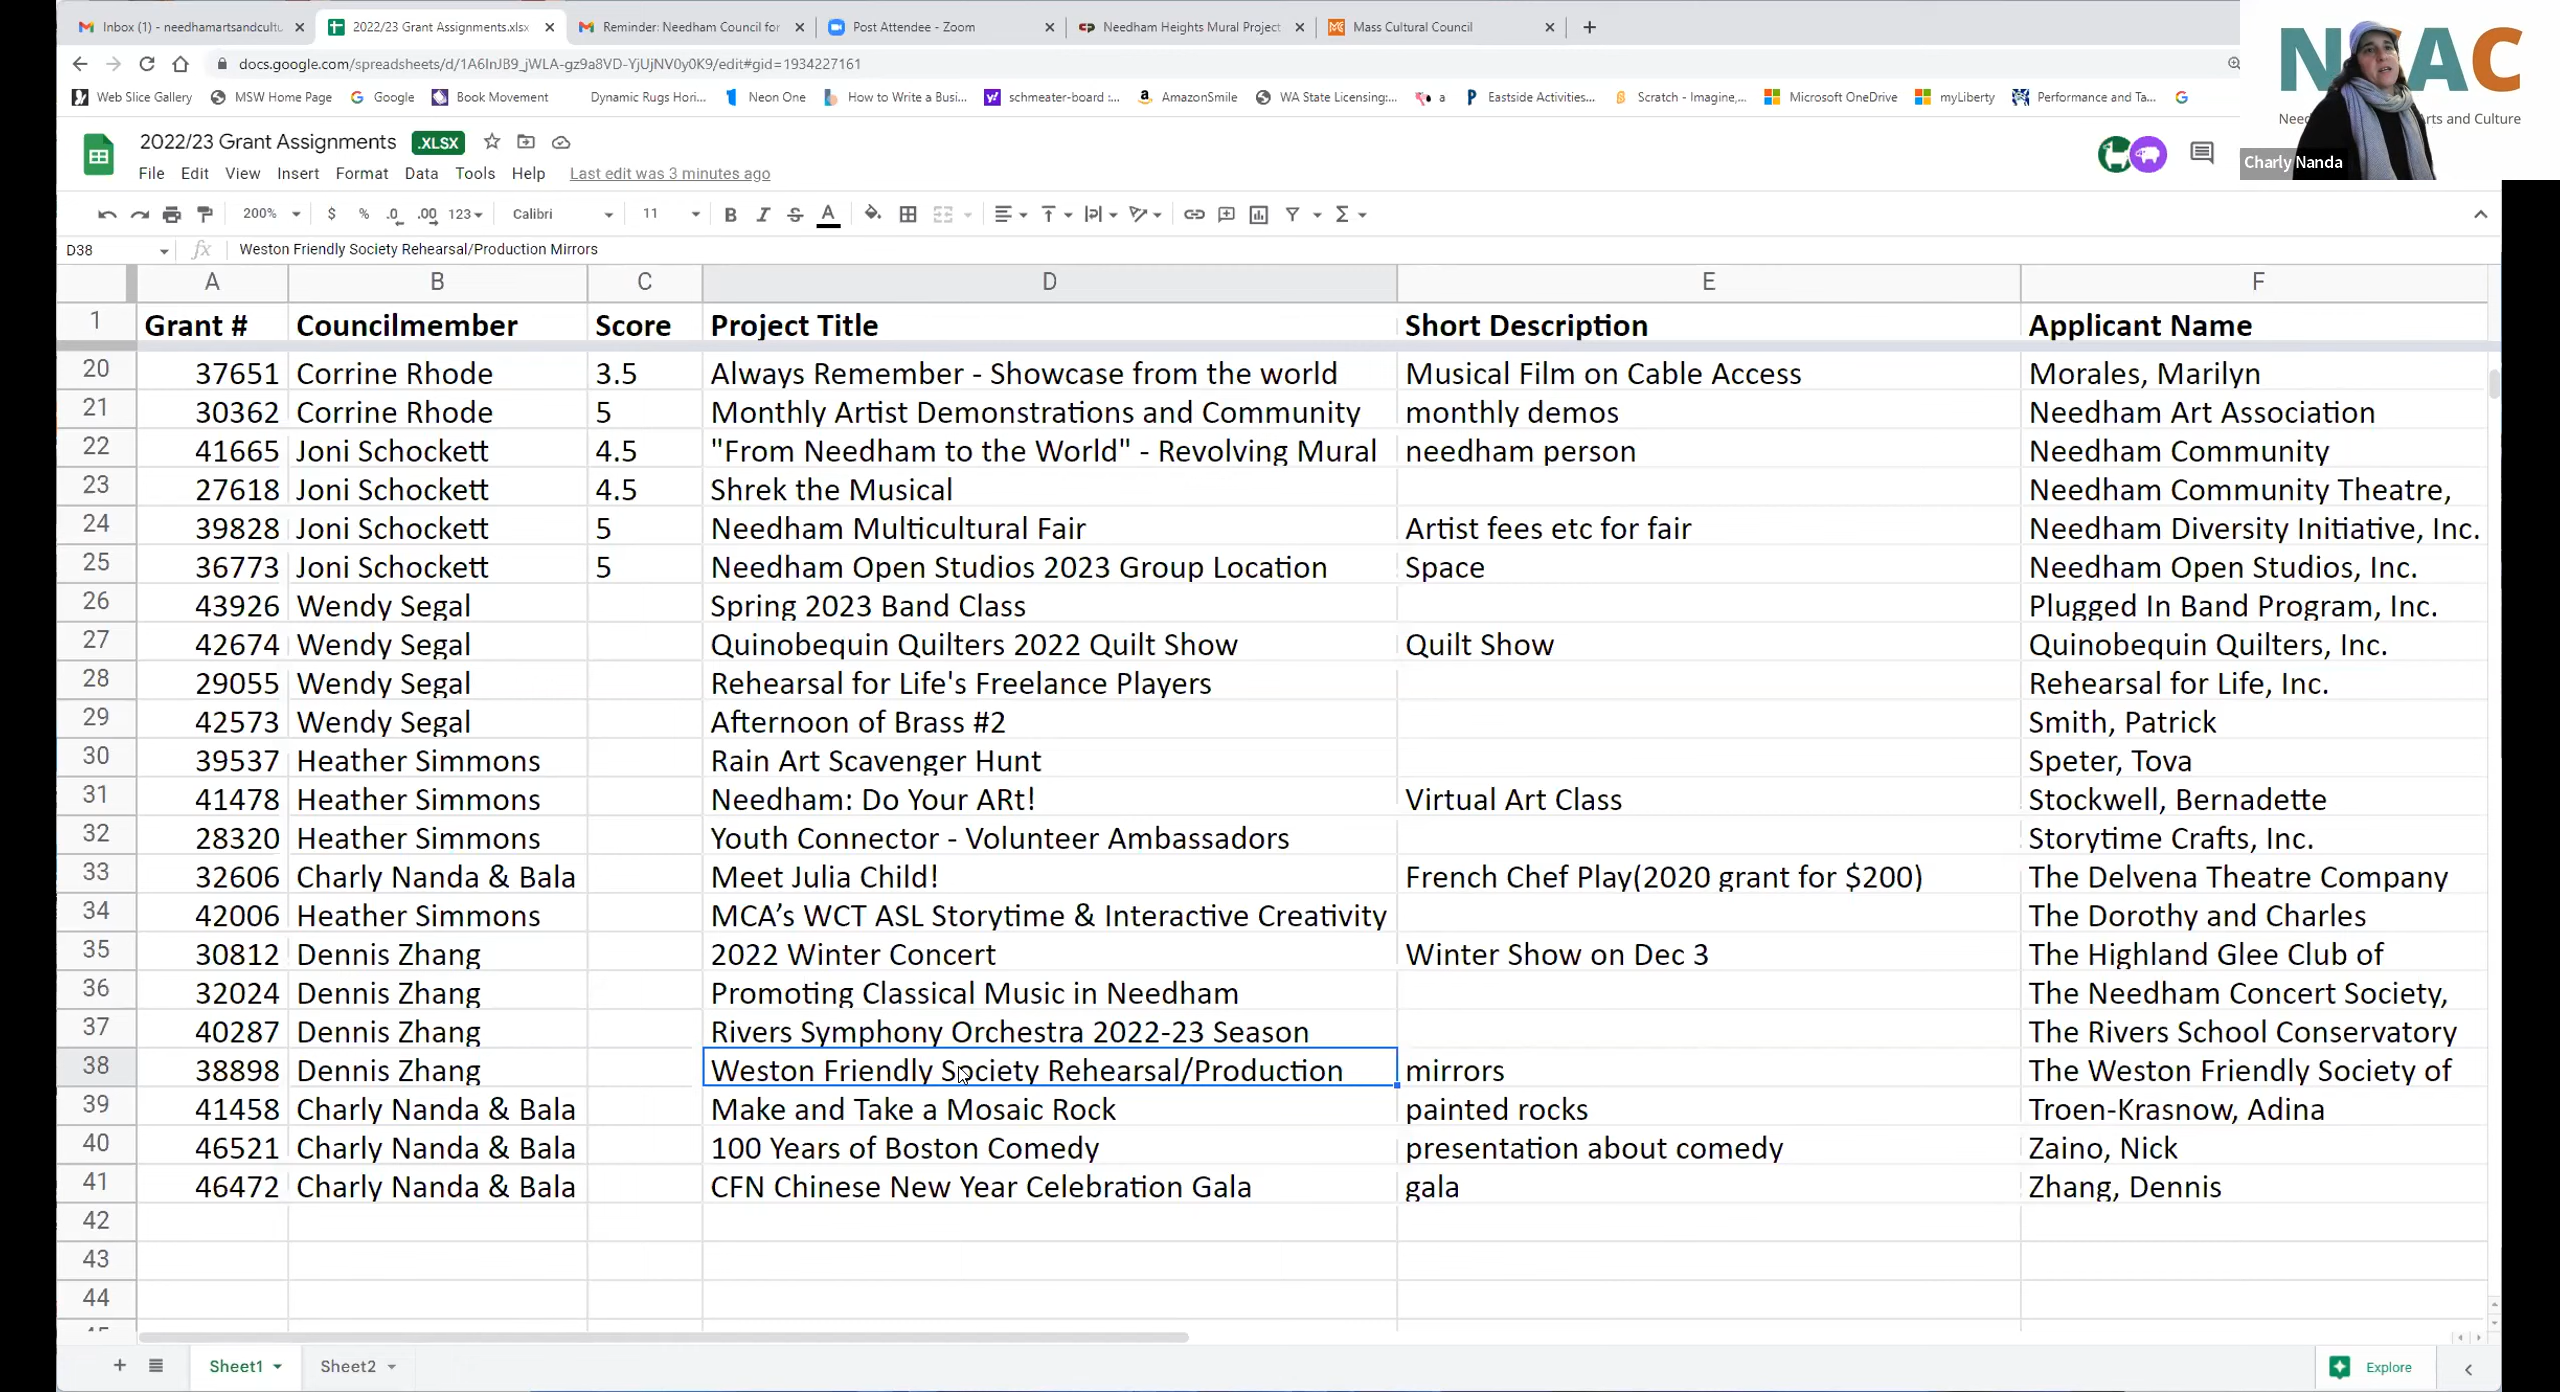 Inbox (1) - needhamartsandcultu
2022/23 Grant Assignments.xlsx
Reminder: Needham Council for
Post Attendee - Zoom
Needham Heights Mural Project
Mass Cultural Council
docs.google.com/spreadsheets/d/1A6InJB9_jWLA-gz9a8VD-YjUjNV0y0K9/edit#gid=1934227161
Web Slice Gallery MSW Home Page Google Book Movement Dynamic Rugs Hori... Neon One How to Write a Busi... schmeater-board :... AmazonSmile WA State Licensing:... a Eastside Activities... Scratch - Imagine,... Microsoft OneDrive myLiberty Performance and Ta...
N AC
Arts and Culture
Charly Nanda
2022/23 Grant Assignments .XLSX
File Edit View Insert Format Data Tools Help Last edit was 3 minutes ago
200% $ % .0 .00 123 Calibri 11 B I S A
D38 fx Weston Friendly Society Rehearsal/Production Mirrors
A B C D E F
1 Grant # Councilmember Score Project Title Short Description Applicant Name
20 37651 Corrine Rhode 3.5 Always Remember - Showcase from the world Musical Film on Cable Access Morales, Marilyn
21 30362 Corrine Rhode 5 Monthly Artist Demonstrations and Community monthly demos Needham Art Association
22 41665 Joni Schockett 4.5 "From Needham to the World" - Revolving Mural needham person Needham Community
23 27618 Joni Schockett 4.5 Shrek the Musical Needham Community Theatre,
24 39828 Joni Schockett 5 Needham Multicultural Fair Artist fees etc for fair Needham Diversity Initiative, Inc.
25 36773 Joni Schockett 5 Needham Open Studios 2023 Group Location Space Needham Open Studios, Inc.
26 43926 Wendy Segal Spring 2023 Band Class Plugged In Band Program, Inc.
27 42674 Wendy Segal Quinobequin Quilters 2022 Quilt Show Quilt Show Quinobequin Quilters, Inc.
28 29055 Wendy Segal Rehearsal for Life's Freelance Players Rehearsal for Life, Inc.
29 42573 Wendy Segal Afternoon of Brass #2 Smith, Patrick
30 39537 Heather Simmons Rain Art Scavenger Hunt Speter, Tova
31 41478 Heather Simmons Needham: Do Your ARt! Virtual Art Class Stockwell, Bernadette
32 28320 Heather Simmons Youth Connector - Volunteer Ambassadors Storytime Crafts, Inc.
33 32606 Charly Nanda & Bala Meet Julia Child! French Chef Play(2020 grant for $200) The Delvena Theatre Company
34 42006 Heather Simmons MCA’s WCT ASL Storytime & Interactive Creativity The Dorothy and Charles
35 30812 Dennis Zhang 2022 Winter Concert Winter Show on Dec 3 The Highland Glee Club of
36 32024 Dennis Zhang Promoting Classical Music in Needham The Needham Concert Society,
37 40287 Dennis Zhang Rivers Symphony Orchestra 2022-23 Season The Rivers School Conservatory
38 38898 Dennis Zhang Weston Friendly Society Rehearsal/Production mirrors The Weston Friendly Society of
39 41458 Charly Nanda & Bala Make and Take a Mosaic Rock painted rocks Troen-Krasnow, Adina
40 46521 Charly Nanda & Bala 100 Years of Boston Comedy presentation about comedy Zaino, Nick
41 46472 Charly Nanda & Bala CFN Chinese New Year Celebration Gala gala Zhang, Dennis
42
43
44
Sheet1 Sheet2 Explore